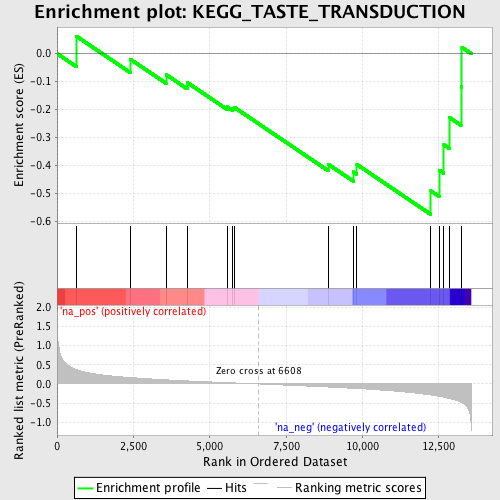 Enrichment plot: KEGG_TASTE_TRANSDUCTION
Enrichment score (ES)
0.0
-0.1
-0.2
-0.3
-0.4
-0.5
-0.6
'na_pos' (positively correlated)
Ranked list metric (PreRanked)
2.0
1.5
1.0
0.5
0.0
-0.5
-1.0
Zero cross at 6608
'na_neg' (negatively correlated)
0
2,500
5,000
7,500
10,000
12,500
Rank in Ordered Dataset
Enrichment profile
Hits
Ranking metric scores